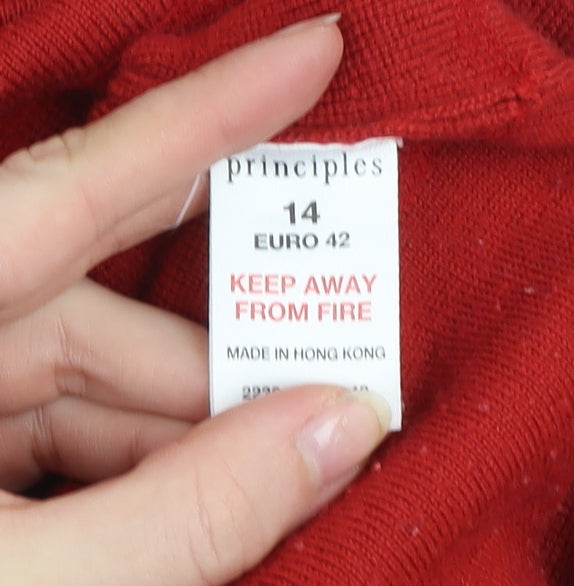 principles
14
EURO 42
KEEP AWAY
FROM FIRE
MADE IN HONG KONG